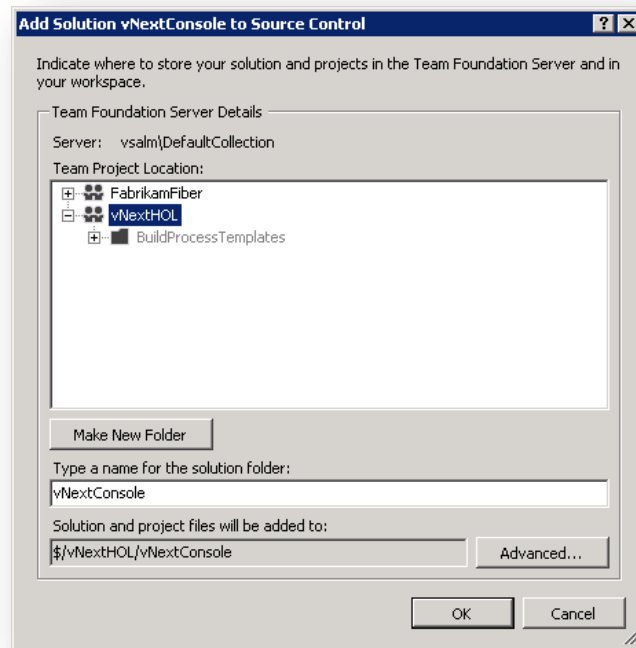 Add Solution vNextConsole to Source Control
Indicate where to store your solution and projects in the Team Foundation Server and in
your workspace.
Team Foundation Server Details
Server: vsalm\DefaultCollection
Team Project Location:
FabrikamFiber
vNextHOL
BuildProcessTemplates
Make New Folder
Type a name for the solution folder:
vNextConsole
Solution and project files will be added to:
$/vNextHOL/vNextConsole
Advanced...
OK
Cancel